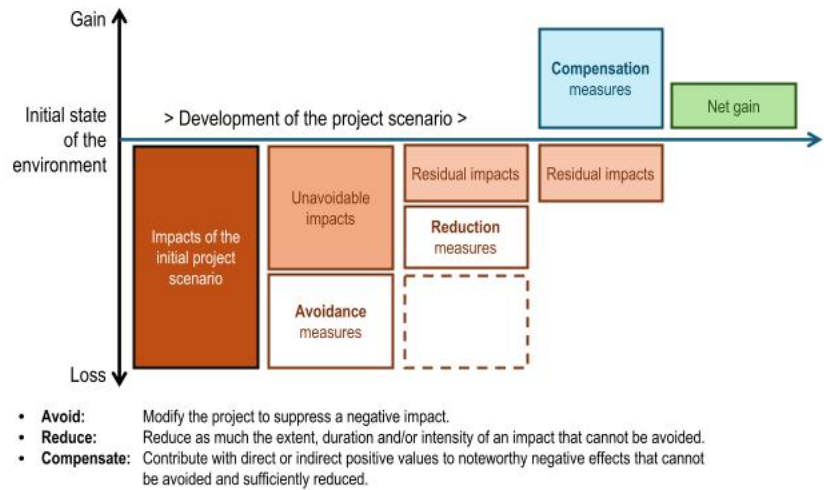 Gain
Initial state
of the
environment
> Development of the project scenario >
Compensation
measures
Net gain
Impacts of the
initial project
scenario
Unavoidable
impacts
Residual impacts
Residual impacts
Reduction
measures
Avoidance
measures
Loss
• Avoid: Modify the project to suppress a negative impact.
• Reduce: Reduce as much the extent, duration and/or intensity of an impact that cannot be avoided.
• Compensate: Contribute with direct or indirect positive values to noteworthy negative effects that cannot
be avoided and sufficiently reduced.